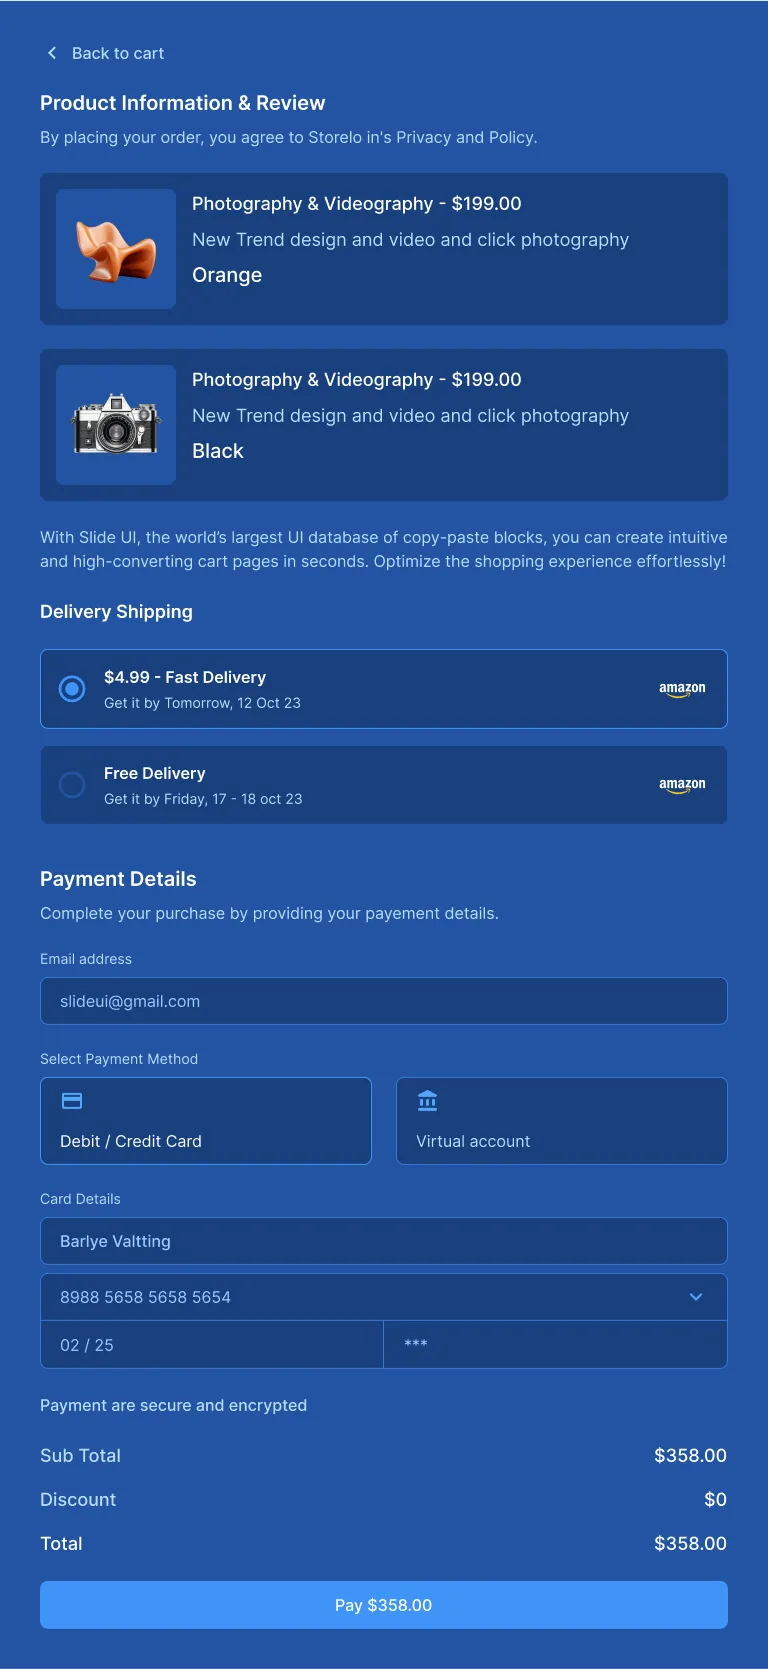 Back to cart
Product Information & Review
By placing your order, you agree to Storelo in's Privacy and Policy.
Photography & Videography - $199.00
New Trend design and video and click photography
Orange
Photography & Videography - $199.00
New Trend design and video and click photography
Black
With Slide UI, the world’s largest UI database of copy-paste blocks, you can create intuitive
and high-converting cart pages in seconds. Optimize the shopping experience effortlessly!
Delivery Shipping
$4.99 - Fast Delivery
Get it by Tomorrow, 12 Oct 23
amazon
Free Delivery
Get it by Friday, 17 - 18 oct 23
amazon
Payment Details
Complete your purchase by providing your payement details.
Email address
slideui@gmail.com
Select Payment Method
Debit / Credit Card
Virtual account
Card Details
Barlye Valtting
8988 5658 5658 5654
02 / 25
***
Payment are secure and encrypted
Sub Total $358.00
Discount $0
Total $358.00
Pay $358.00